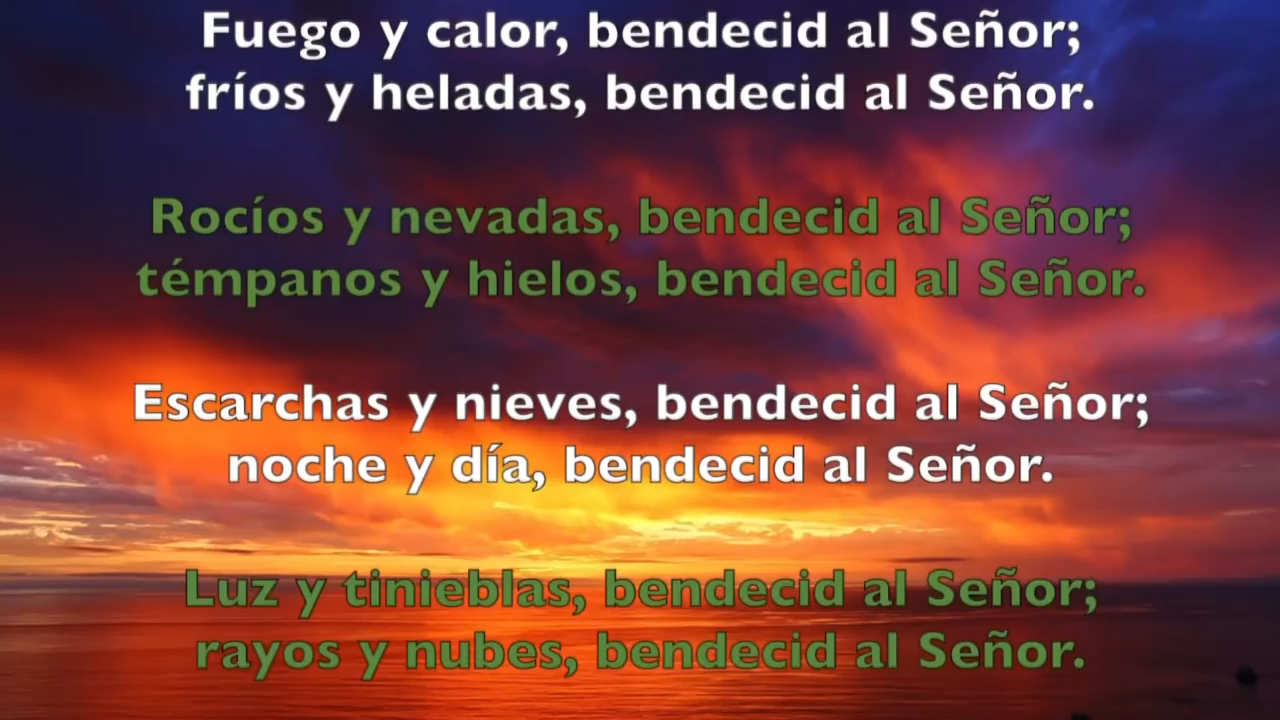 Fuego y calor, bendecid al Señor;
fríos y heladas, bendecid al Señor.
Rocíos y nevadas, bendecid al Señor;
témpanos y hielos, bendecid al Señor.
Escarchas y nieves, bendecid al Señor;
noche y día, bendecid al Señor.
Luz y tinieblas, bendecid al Señor;
rayos y nubes, bendecid al Señor.